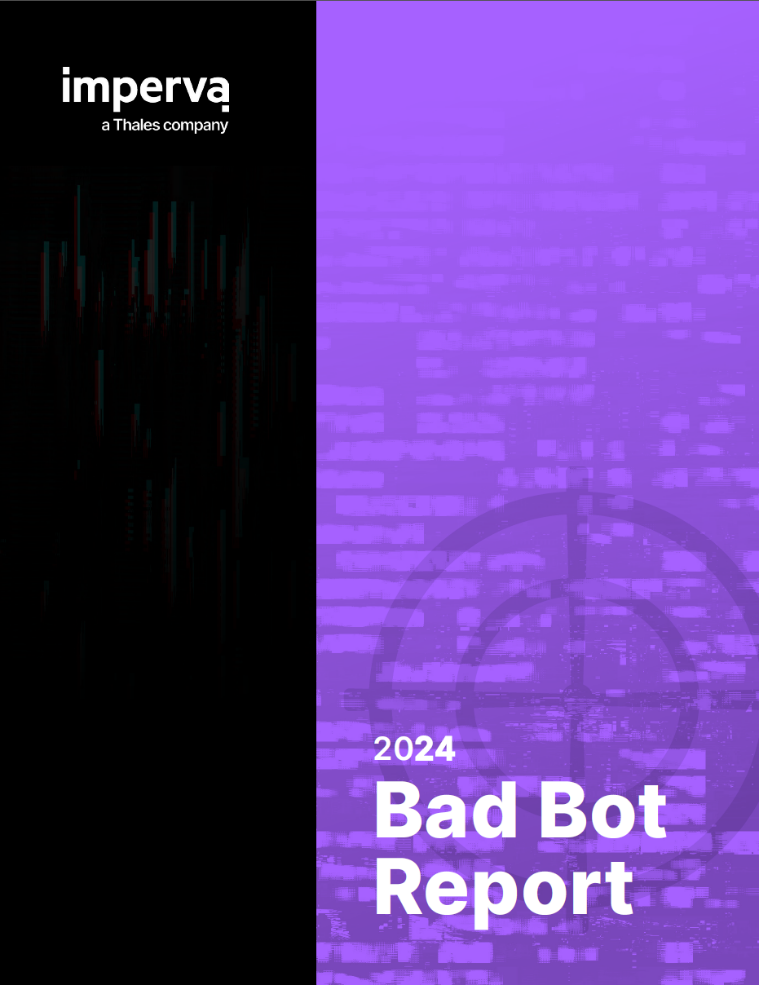 imperva
a Thales company
2024
Bad Bot
Report